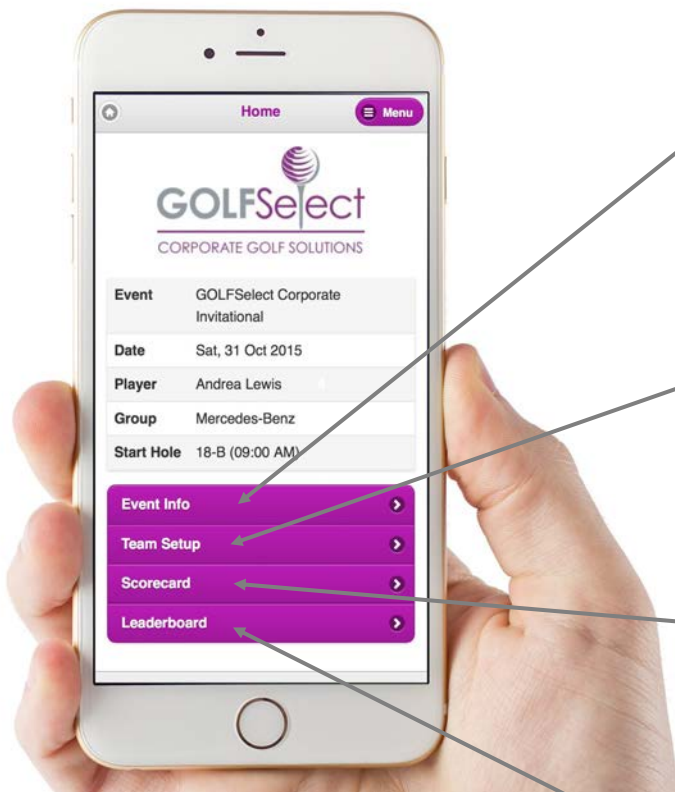 Home
Menu
GOLFSelect
CORPORATE GOLF SOLUTIONS
Event GOLFSelect Corporate
Invitational
Date Sat, 31 Oct 2015
Player Andrea Lewis
Group Mercedes-Benz
Start Hole 18-B (09:00 AM)
Event Info
Team Setup
Scorecard
Leaderboard